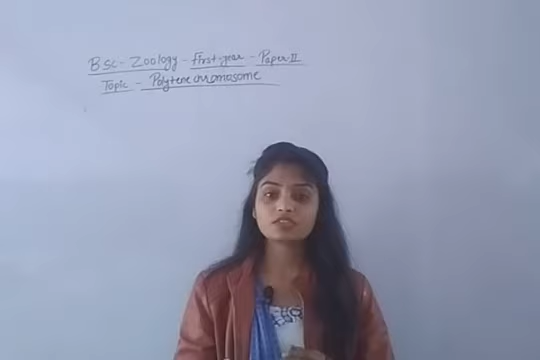 BSc - Zoology - First year - Paper-II
Topic - Polytene chromosome